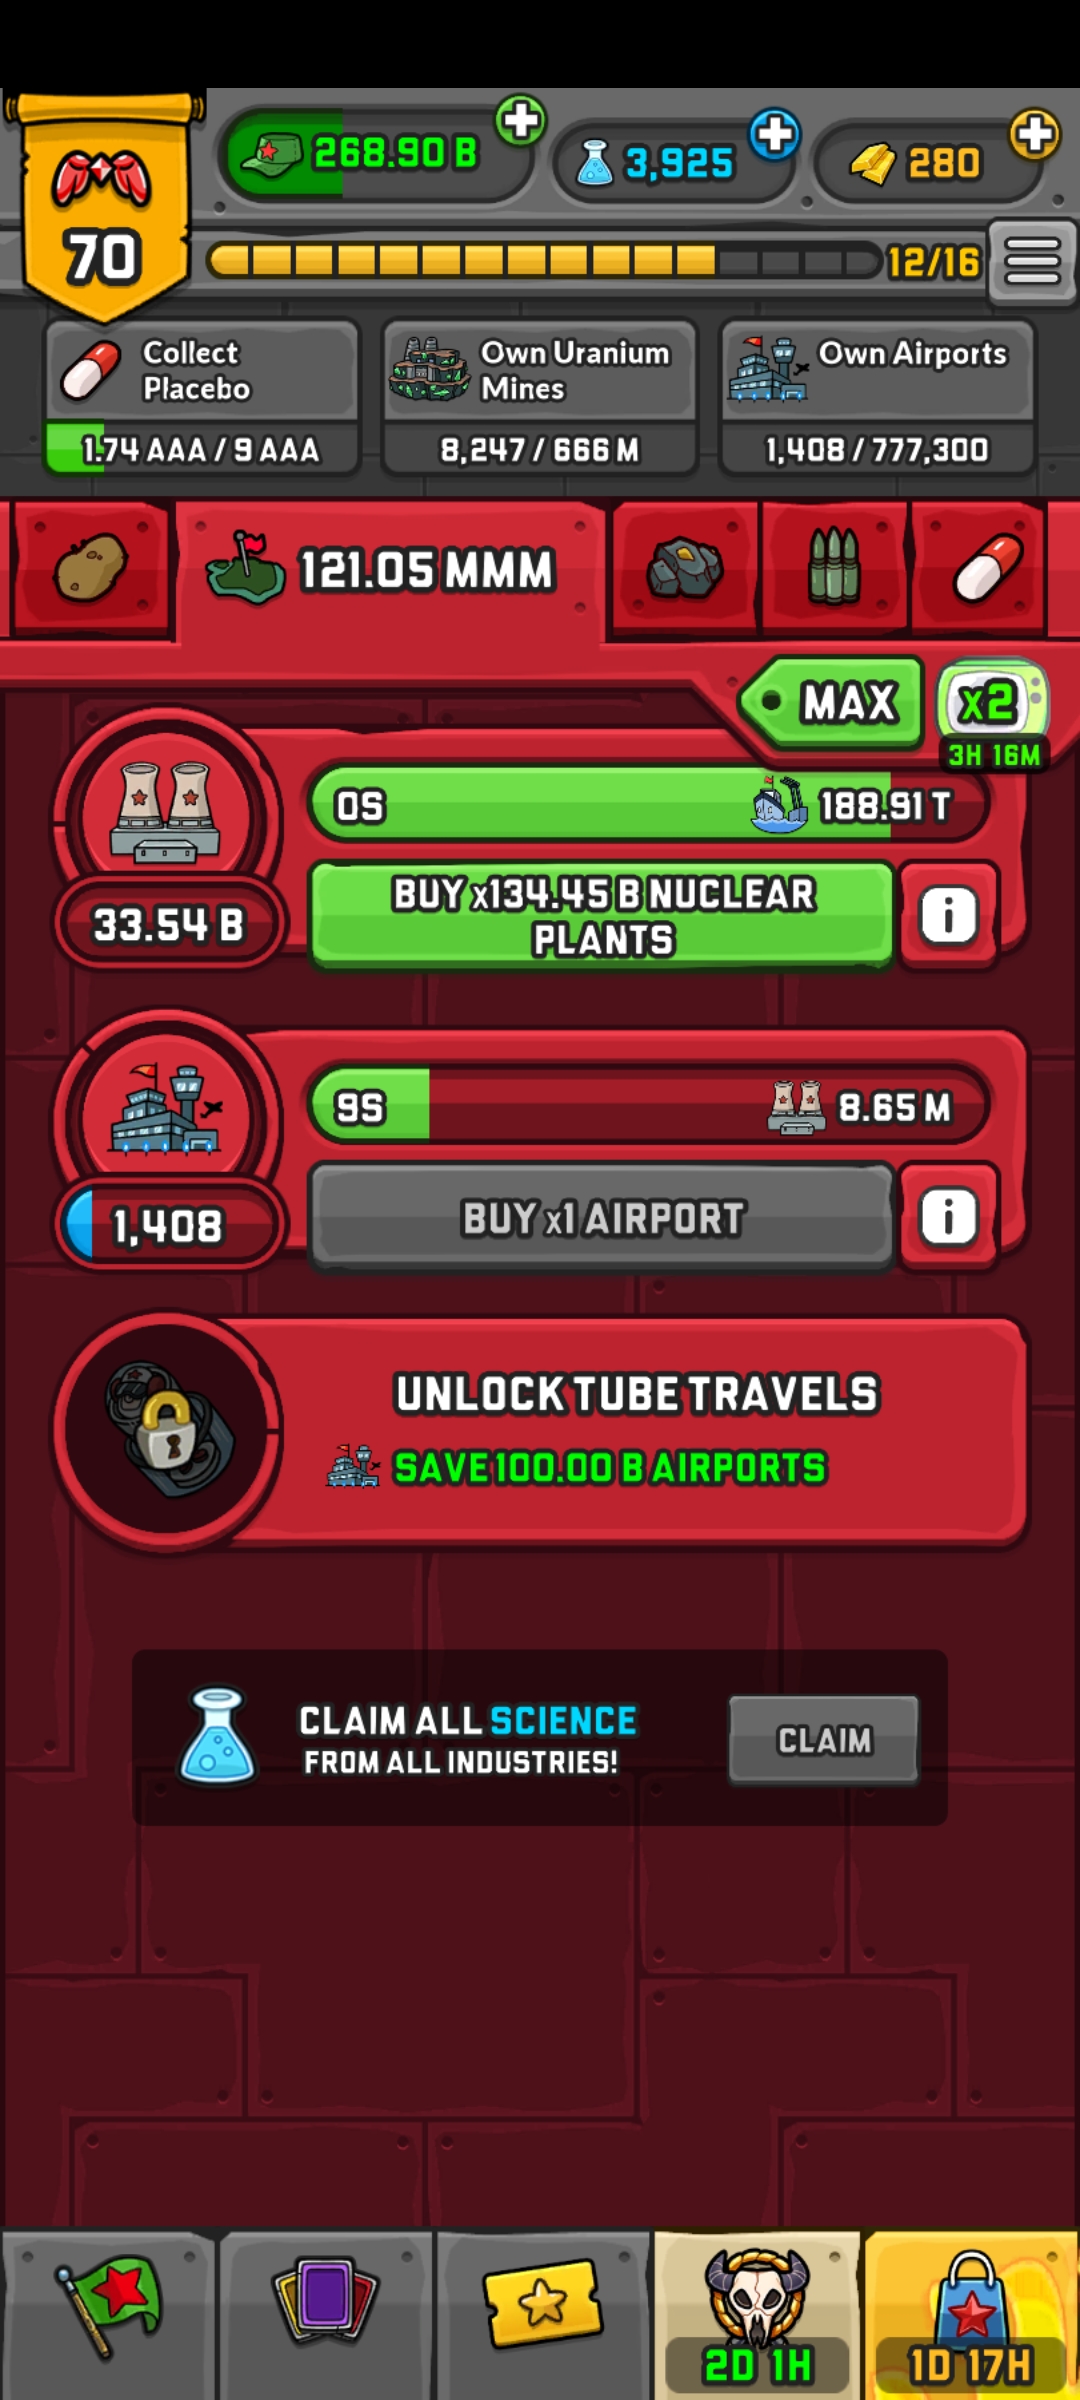 70
268.90 B
3,925
280
12/16
Collect
Placebo
1.74 AAA / 9 AAA
Own Uranium
Mines
8,247 / 666 M
Own Airports
1,408 / 777,300
121.05 MMM
MAX
x2
3H 16M
0S
188.91 T
33.54 B
BUY x134.45 B NUCLEAR
PLANTS
i
9S
8.65 M
1,408
BUY x1 AIRPORT
i
UNLOCK TUBE TRAVELS
SAVE 100.00 B AIRPORTS
CLAIM ALL SCIENCE
FROM ALL INDUSTRIES!
CLAIM
2D 1H
1D 17H